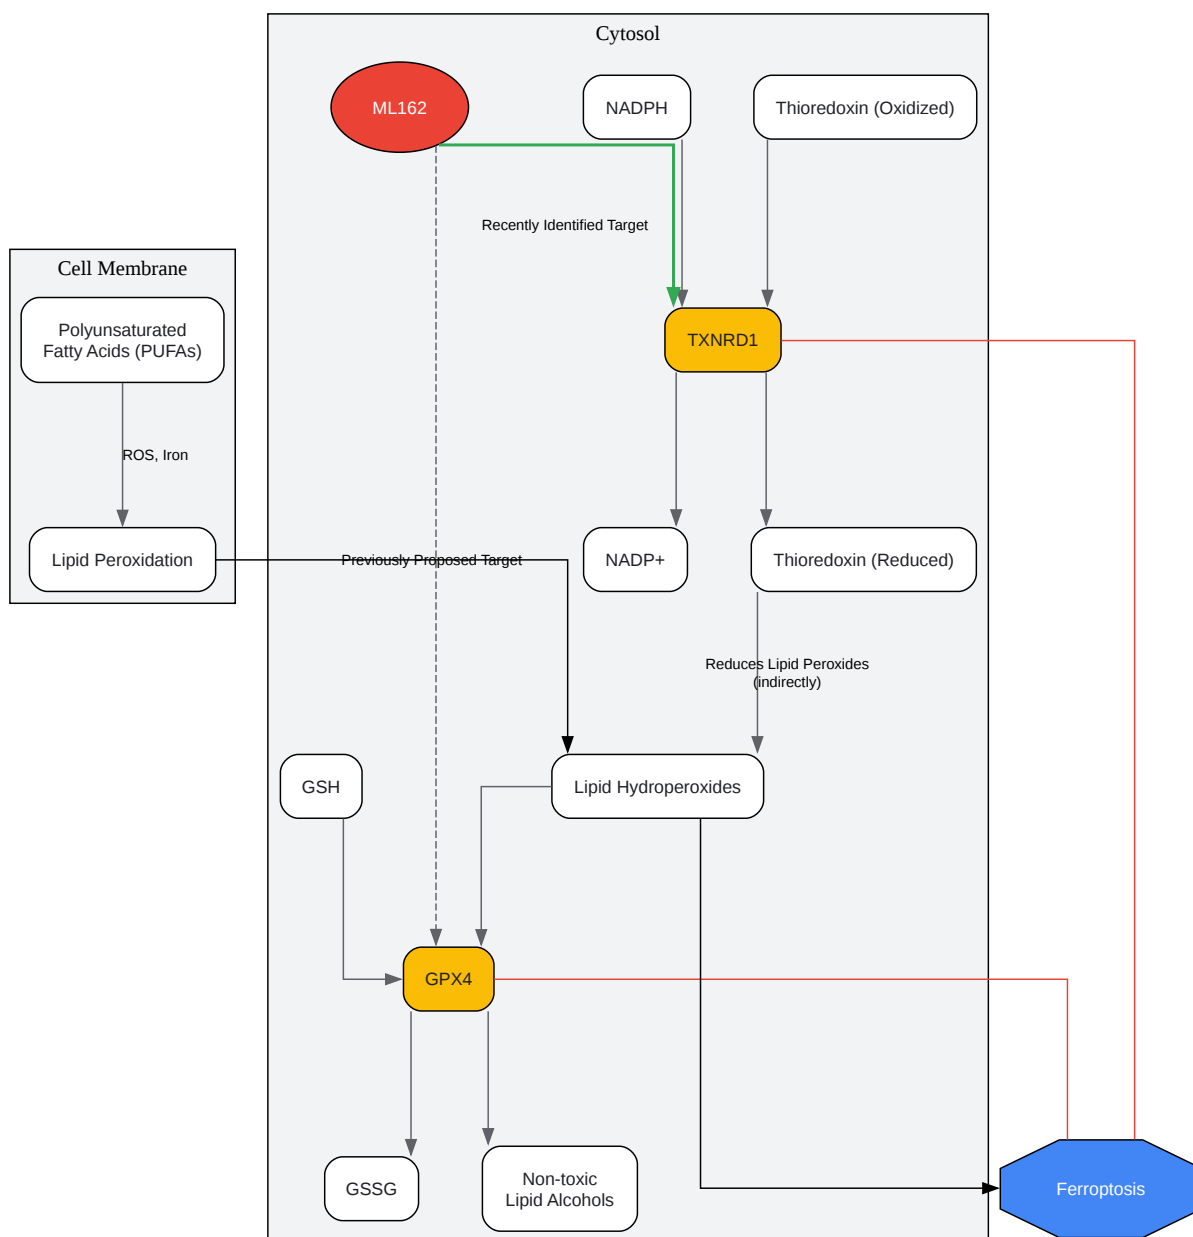 Cytosol
ML162
NADPH
Thioredoxin (Oxidized)
Recently Identified Target
Cell Membrane
Polyunsaturated
Fatty Acids (PUFAs)
TXNRD1
ROS, Iron
Lipid Peroxidation
Previously Proposed Target
NADP+
Thioredoxin (Reduced)
Reduces Lipid Peroxides
(indirectly)
GSH
Lipid Hydroperoxides
GPX4
GSSG
Non-toxic
Lipid Alcohols
Ferroptosis